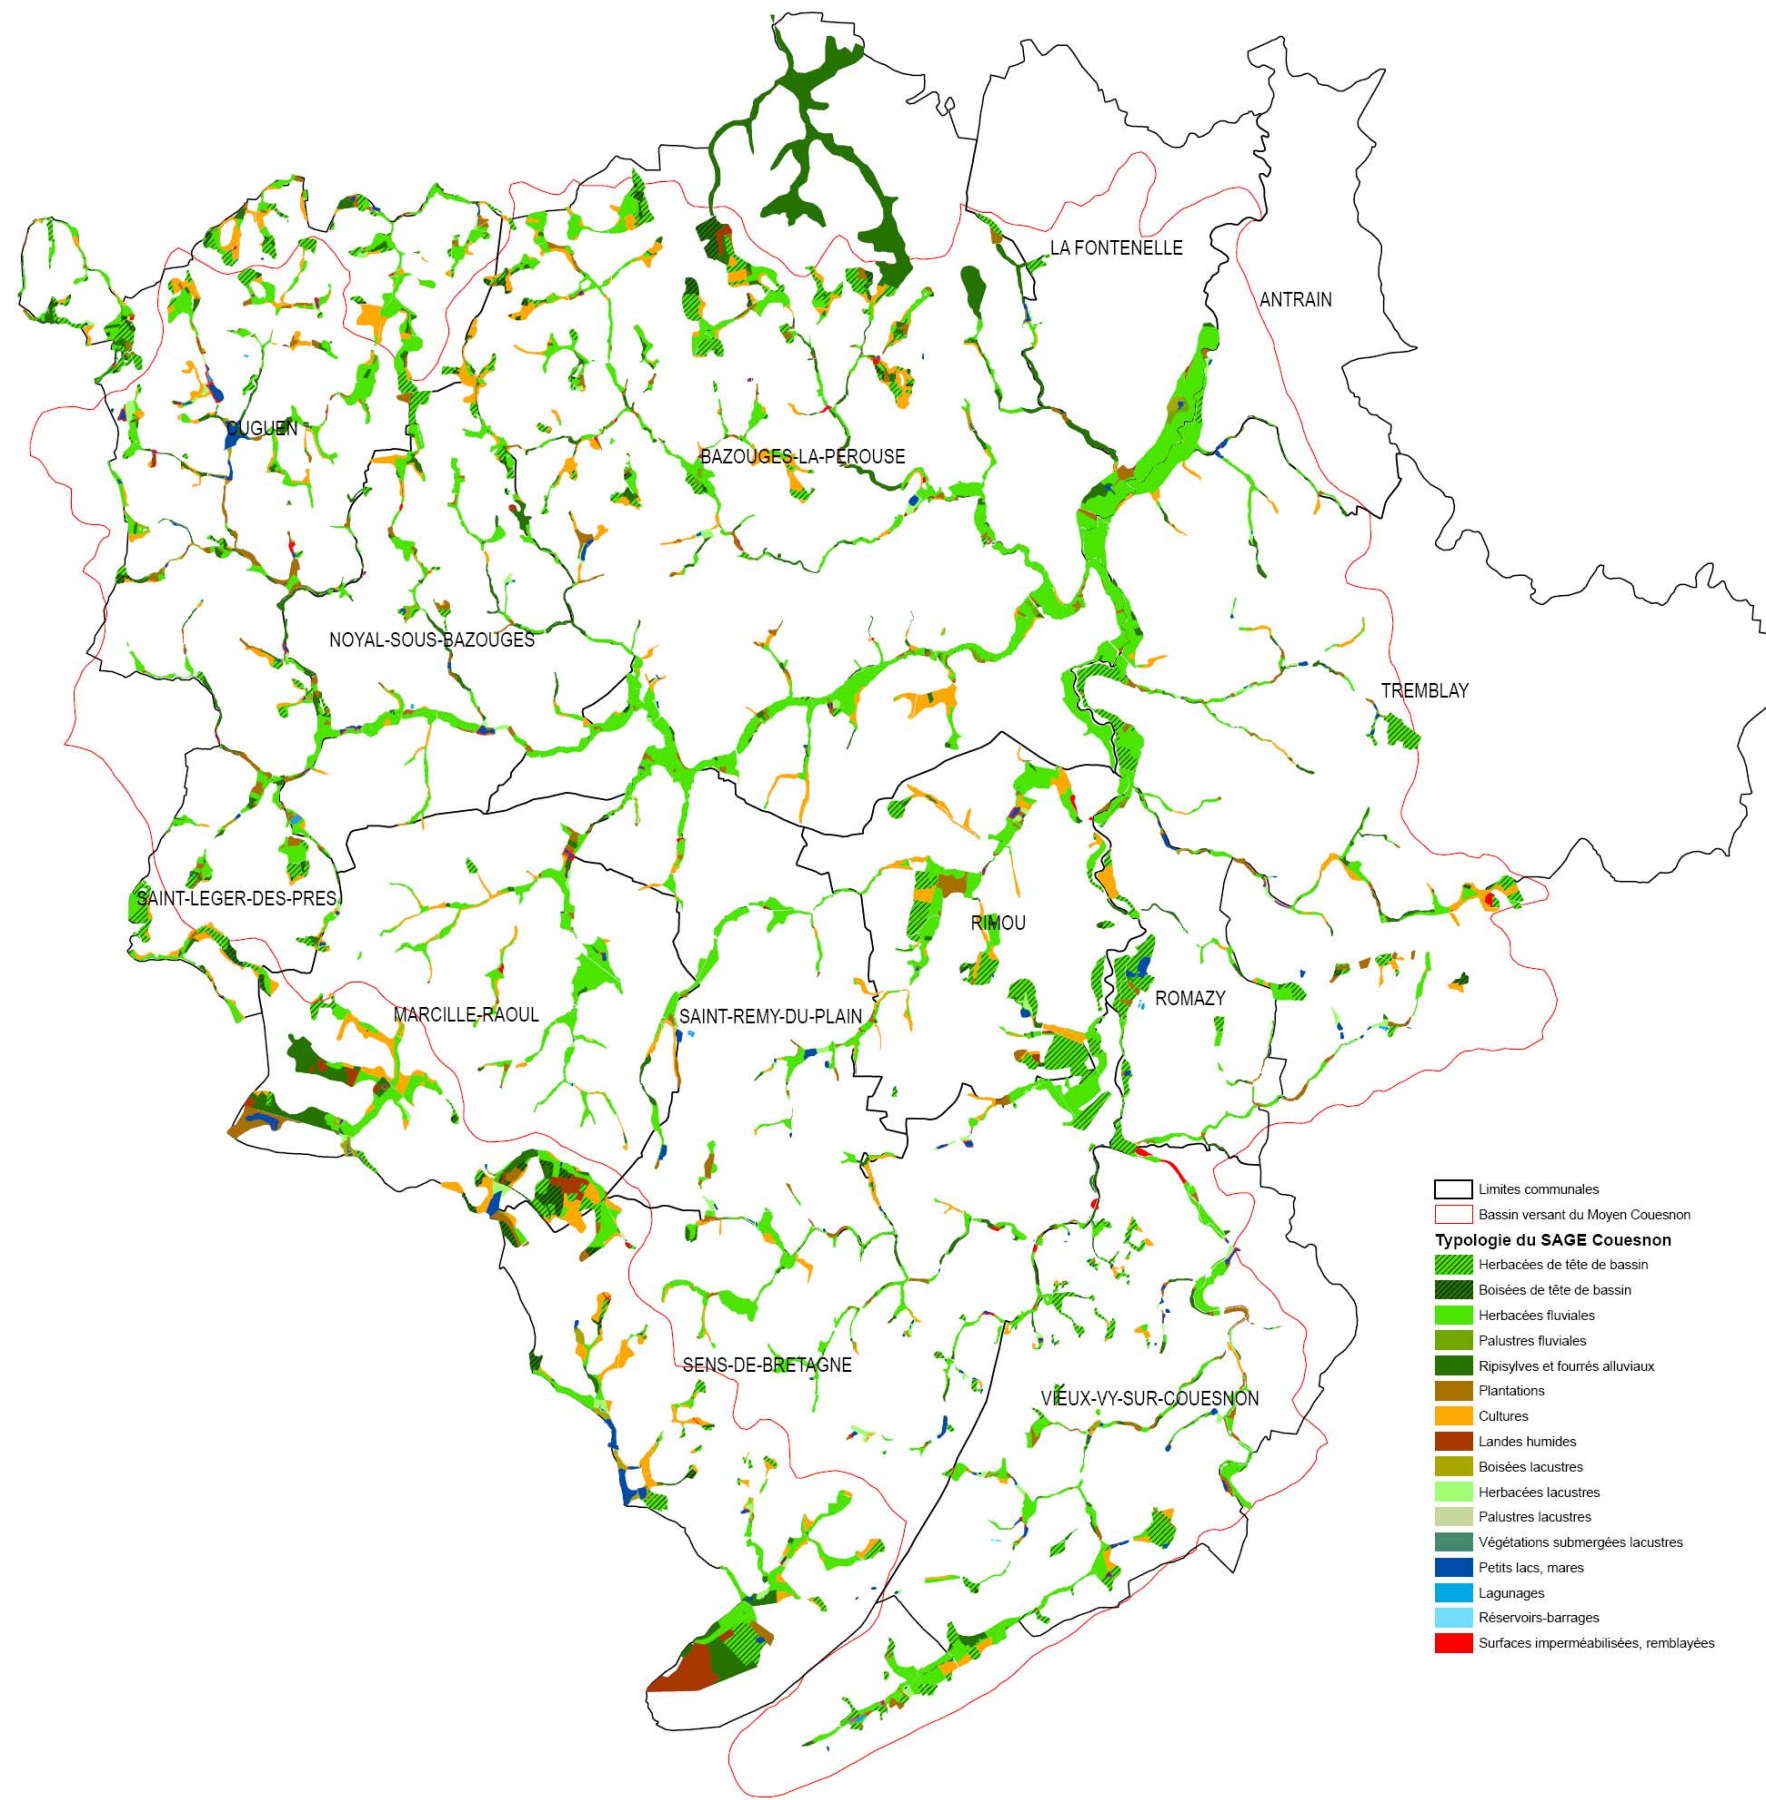 LA FONTENELLE
ANTRAIN
CUGUEN
BAZOUGES-LA-PEROUSE
NOYAL-SOUS-BAZOUGES
TREMBLAY
SAINT-LEGER-DES-PRES
RIMOU
ROMAZY
MARCILLE-RAOUL
SAINT-REMY-DU-PLAIN
SENS-DE-BRETAGNE
VIEUX-VY-SUR-COUESNON
Limites communales
Bassin versant du Moyen Couesnon
Typologie du SAGE Couesnon
Herbacées de tête de bassin
Boisées de tête de bassin
Herbacées fluviales
Palustres fluviales
Ripisylves et fourrés alluviaux
Plantations
Cultures
Landes humides
Boisées lacustres
Herbacées lacustres
Palustres lacustres
Végétations submergées lacustres
Petits lacs, mares
Lagunages
Réservoirs-barrages
Surfaces imperméabilisées, remblayées